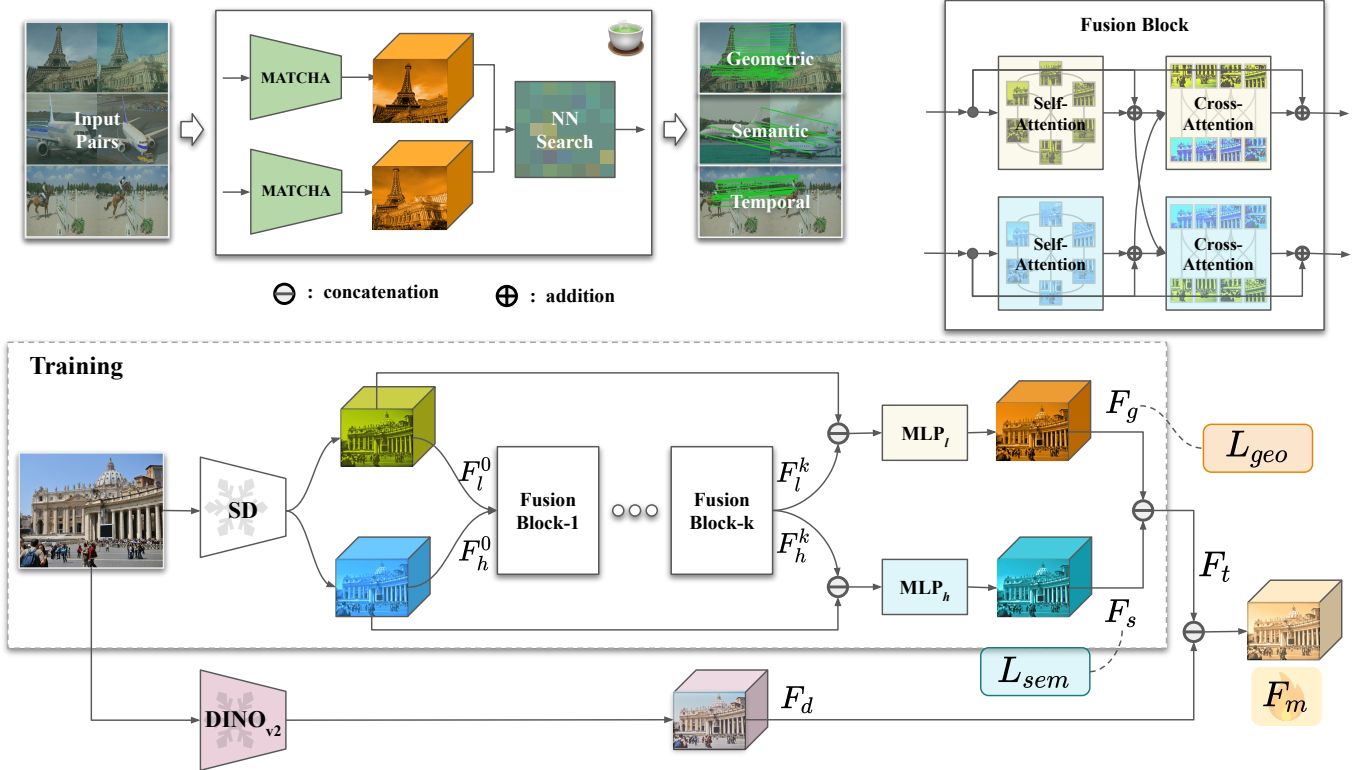 Input
Pairs
MATCHA
MATCHA
NN
Search
Geometric
Semantic
Temporal
⊖ : concatenation
⊕ : addition
Fusion Block
Self-
Attention
Cross-
Attention
Self-
Attention
Cross-
Attention
Training
SD
F_l^0
F_h^0
Fusion
Block-1
Fusion
Block-k
F_l^k
F_h^k
MLP_l
MLP_h
F_g
F_s
L_geo
L_sem
F_t
DINO_v2
F_d
F_m